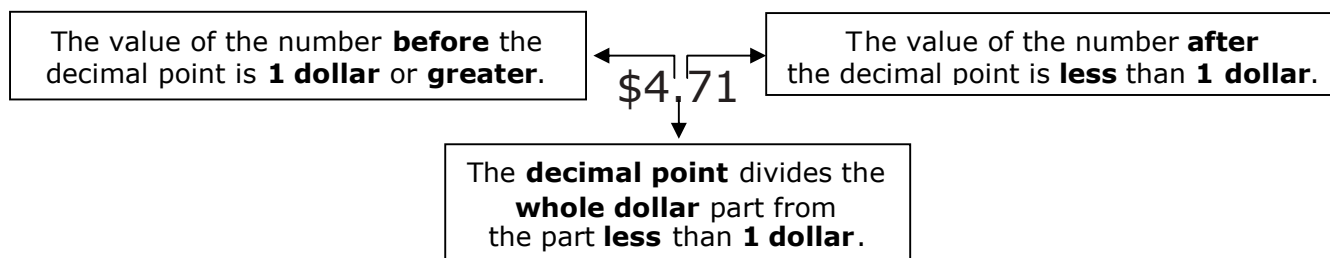 The value of the number before the
decimal point is 1 dollar or greater.
$4.71
The value of the number after
the decimal point is less than 1 dollar.
The decimal point divides the
whole dollar part from
the part less than 1 dollar.